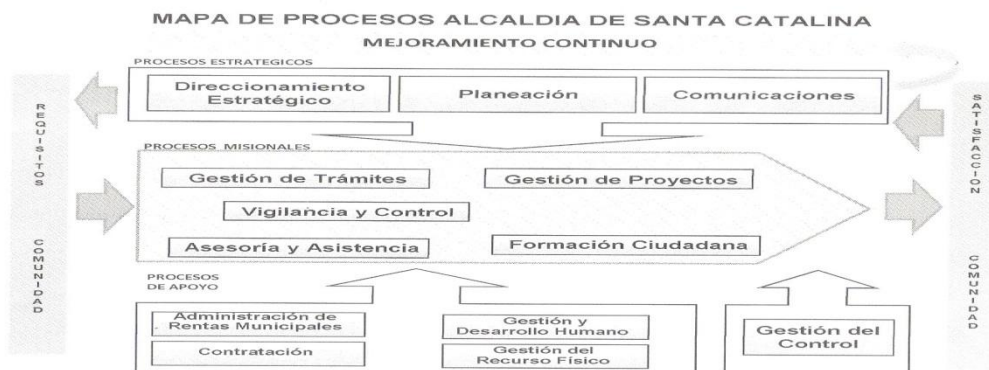 MAPA DE PROCESOS ALCALDIA DE SANTA CATALINA
MEJORAMIENTO CONTINUO
PROCESOS ESTRATEGICOS
Direccionamiento
Estratégico
Planeación
Comunicaciones
REQUISITOS
COMUNIDAD
SATISFACCION
COMUNIDAD
PROCESOS MISIONALES
Gestión de Trámites
Gestión de Proyectos
Vigilancia y Control
Asesoría y Asistencia
Formación Ciudadana
PROCESOS
DE APOYO
Administración de
Rentas Municipales
Gestión y
Desarrollo Humano
Contratación
Gestión del
Recurso Físico
Gestión del
Control